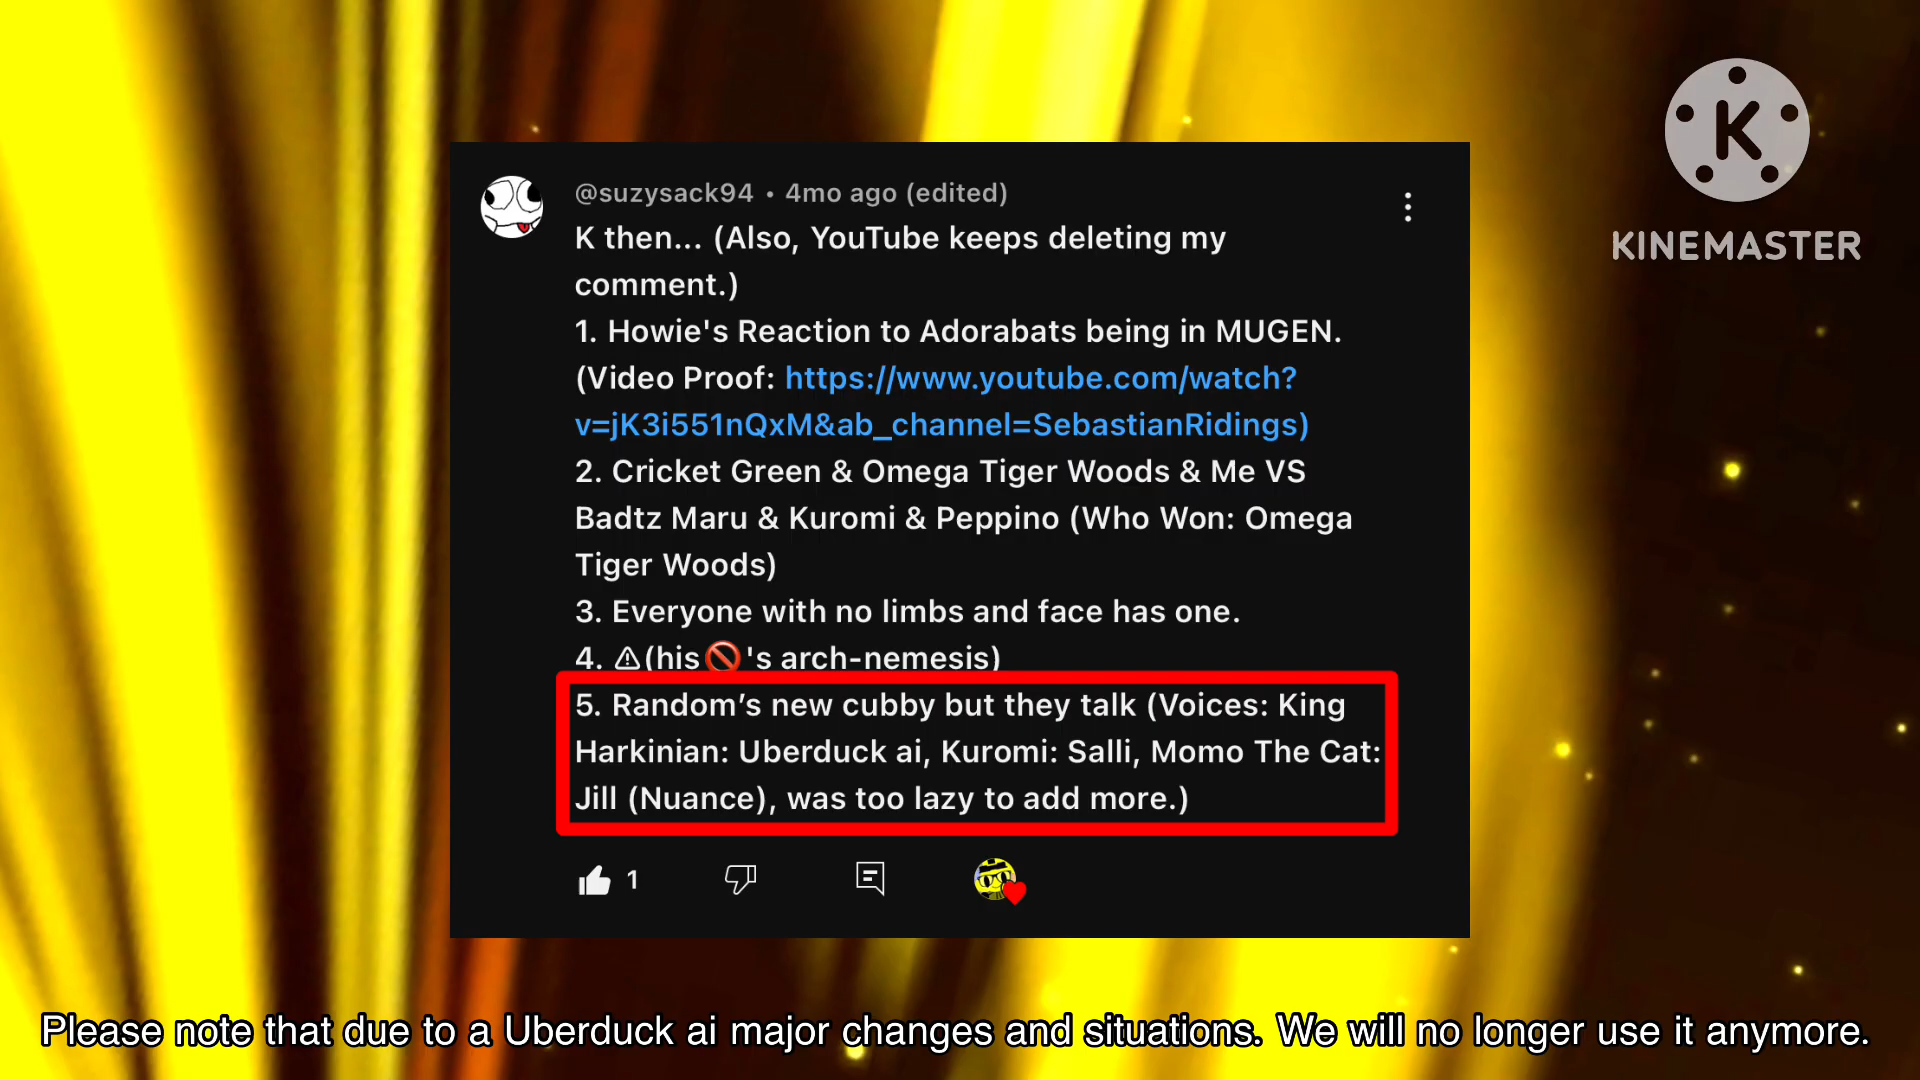 K
KINEMASTER
@suzysack94 • 4mo ago (edited)
K then... (Also, YouTube keeps deleting my
comment.)
1. Howie's Reaction to Adorabats being in MUGEN.
(Video Proof: https://www.youtube.com/watch?
v=jK3i551nQxM&ab_channel=SebastianRidings)
2. Cricket Green & Omega Tiger Woods & Me VS
Badtz Maru & Kuromi & Peppino (Who Won: Omega
Tiger Woods)
3. Everyone with no limbs and face has one.
4. ⚠(his🚫's arch-nemesis)
5. Random’s new cubby but they talk (Voices: King
Harkinian: Uberduck ai, Kuromi: Salli, Momo The Cat:
Jill (Nuance), was too lazy to add more.)
1
Please note that due to a Uberduck ai major changes and situations. We will no longer use it anymore.